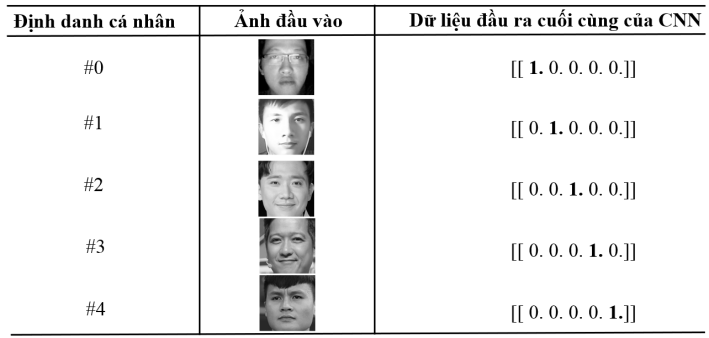 Định danh cá nhân Ảnh đầu vào Dữ liệu đầu ra cuối cùng của CNN
#0 [[ 1. 0. 0. 0. 0.]]
#1 [[ 0. 1. 0. 0. 0.]]
#2 [[ 0. 0. 1. 0. 0.]]
#3 [[ 0. 0. 0. 1. 0.]]
#4 [[ 0. 0. 0. 0. 1.]]